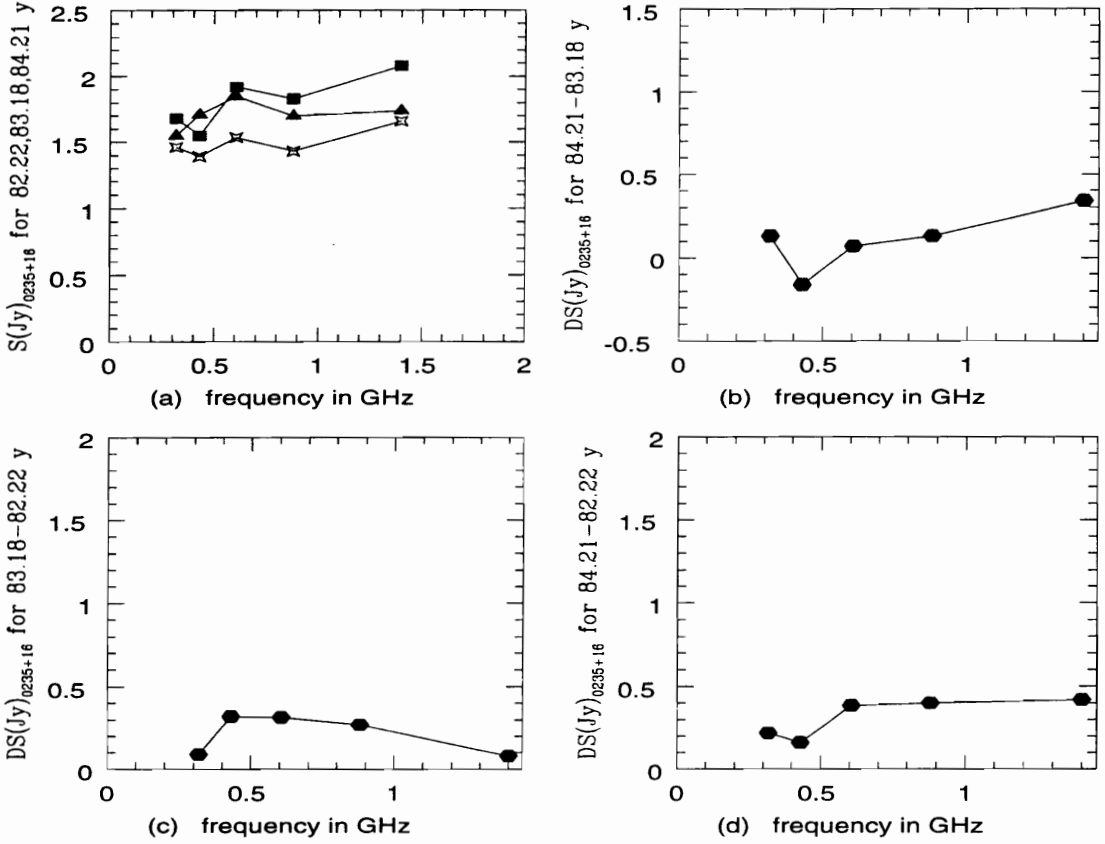 S(Jy)0235+16 for 82.22,83.18,84.21 y
2.5
2
1.5
1
0.5
0
0 0.5 1 1.5 2
(a) frequency in GHz
DS(Jy)0235+16 for 84.21−83.18 y
1.5
1
0.5
0
-0.5
0 0.5 1
(b) frequency in GHz
DS(Jy)0235+16 for 83.18−82.22 y
2
1.5
1
0.5
0
0 0.5 1
(c) frequency in GHz
DS(Jy)0235+16 for 84.21−82.22 y
2
1.5
1
0.5
0
0 0.5 1
(d) frequency in GHz